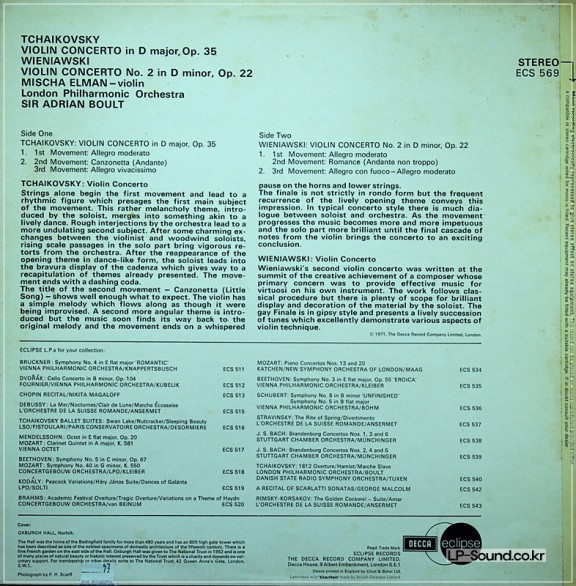 TCHAIKOVSKY
VIOLIN CONCERTO in D major, Op. 35
WIENIAWSKI
VIOLIN CONCERTO No. 2 in D minor, Op. 22
MISCHA ELMAN – violin
London Philharmonic Orchestra
SIR ADRIAN BOULT
STEREO
ECS 569
Side One
TCHAIKOVSKY: VIOLIN CONCERTO in D major, Op. 35
1. 1st Movement: Allegro moderato
2. 2nd Movement: Canzonetta (Andante)
3rd Movement: Allegro vivacissimo
Side Two
WIENIAWSKI: VIOLIN CONCERTO No. 2 in D minor, Op. 22
1. 1st Movement: Allegro moderato
2nd Movement: Romance (Andante non troppo)
2. 3rd Movement: Allegro con fuoco – Allegro moderato
TCHAIKOVSKY: Violin Concerto
Strings alone begin the first movement and lead to a
rhythmic figure which presages the first main subject
of the movement. This rather melancholy theme, intro-
duced by the soloist, merges into something akin to a
lively dance. Rough interjections by the orchestra lead to a
more undulating second subject. After some charming ex-
changes between the violinist and woodwind soloists,
rising scale passages in the solo part bring vigorous re-
torts from the orchestra. After the reappearance of the
opening theme in dance-like form, the soloist leads into
the bravura display of the cadenza which gives way to a
recapitulation of themes already presented. The move-
ment ends with a dashing coda.
The title of the second movement – Canzonetta (Little
Song) – shows well enough what to expect. The violin has
a simple melody which flows along as though it were
being improvised. A second more angular theme is intro-
duced but the music soon finds its way back to the
original melody and the movement ends on a whispered
pause on the horns and lower strings.
The finale is not strictly in rondo form but the frequent
recurrence of the lively opening theme conveys this
impression. In typical concerto style there is much dia-
logue between soloist and orchestra. As the movement
progresses the music becomes more and more impetuous
and the solo part more brilliant until the final cascade of
notes from the violin brings the concerto to an exciting
conclusion.
WIENIAWSKI: Violin Concerto
Wieniawski's second violin concerto was written at the
summit of the creative achievement of a composer whose
primary concern was to provide effective music for
virtuosi on his own instrument. The work follows clas-
sical procedure but there is plenty of scope for brilliant
display and decoration of the material by the soloist. The
gay Finale is in gipsy style and presents a lively succession
of tunes which excellently demonstrate various aspects of
violin technique.
© 1971, The Decca Record Company Limited, London.
ECLIPSE L.P.s for your collection:
BRUCKNER: Symphony No. 4 in E flat major 'ROMANTIC'
VIENNA PHILHARMONIC ORCHESTRA/KNAPPERTSBUSCH ECS 511
DVOŘÁK: Cello Concerto in B minor, Op. 104
FOURNIER/VIENNA PHILHARMONIC ORCHESTRA/KUBELIK ECS 512
CHOPIN RECITAL/NIKITA MAGALOFF ECS 513
DEBUSSY: La Mer/Nocturnes/Clair de Lune/Marche Écossaise
L'ORCHESTRE DE LA SUISSE ROMANDE/ANSERMET ECS 515
TCHAIKOVSKY BALLET SUITES: Swan Lake/Nutcracker/Sleeping Beauty
LSO/FISTOULARI/PARIS CONSERVATOIRE ORCHESTRA/DESORMIERE ECS 516
MENDELSSOHN: Octet in E flat major, Op. 20
MOZART: Clarinet Quintet in A major, K. 581
VIENNA OCTET ECS 517
BEETHOVEN: Symphony No. 5 in C minor, Op. 67
MOZART: Symphony No. 40 in G minor, K. 550
CONCERTGEBOUW ORCHESTRA/LPO/KLEIBER ECS 518
KODÁLY: Peacock Variations/Háry János Suite/Dances of Galánta
LPO/SOLTI ECS 519
BRAHMS: Academic Festival Overture/Tragic Overture/Variations on a Theme of Haydn
CONCERTGEBOUW ORCHESTRA/van BEINUM ECS 520
MOZART: Piano Concertos Nos. 13 and 20
KATCHEN/NEW SYMPHONY ORCHESTRA OF LONDON/MAAG ECS 534
BEETHOVEN: Symphony No. 3 in E flat major, Op. 55 'EROICA'
VIENNA PHILHARMONIC ORCHESTRA/KLEIBER ECS 535
SCHUBERT: Symphony No. 8 in B minor 'UNFINISHED'
Symphony No. 5 in B flat major
VIENNA PHILHARMONIC ORCHESTRA/BÖHM ECS 536
STRAVINSKY: The Rite of Spring/Divertimento
L'ORCHESTRE DE LA SUISSE ROMANDE/ANSERMET ECS 537
J. S. BACH: Brandenburg Concertos Nos. 1, 3 and 6
STUTTGART CHAMBER ORCHESTRA/MÜNCHINGER ECS 538
J. S. BACH: Brandenburg Concertos Nos. 2, 4 and 5
STUTTGART CHAMBER ORCHESTRA/MÜNCHINGER ECS 539
TCHAIKOVSKY: 1812 Overture/Hamlet/Marche Slave
DANISH STATE RADIO SYMPHONY ORCHESTRA/TUXEN ECS 540
A RECITAL OF SCARLATTI SONATAS/GEORGE MALCOLM ECS 542
RIMSKY-KORSAKOV: The Golden Cockerel – Suite/Antar
L'ORCHESTRE DE LA SUISSE ROMANDE/ANSERMET ECS 543
Cover:
OXBURGH HALL, Norfolk.
Photograph by F. H. Scarff
Regd. Trade Mark
ECLIPSE RECORDS
THE DECCA RECORD COMPANY LIMITED,
Decca House, 9 Albert Embankment, London S.E.1
DECCA
eclipse
LP-Sound.co.kr